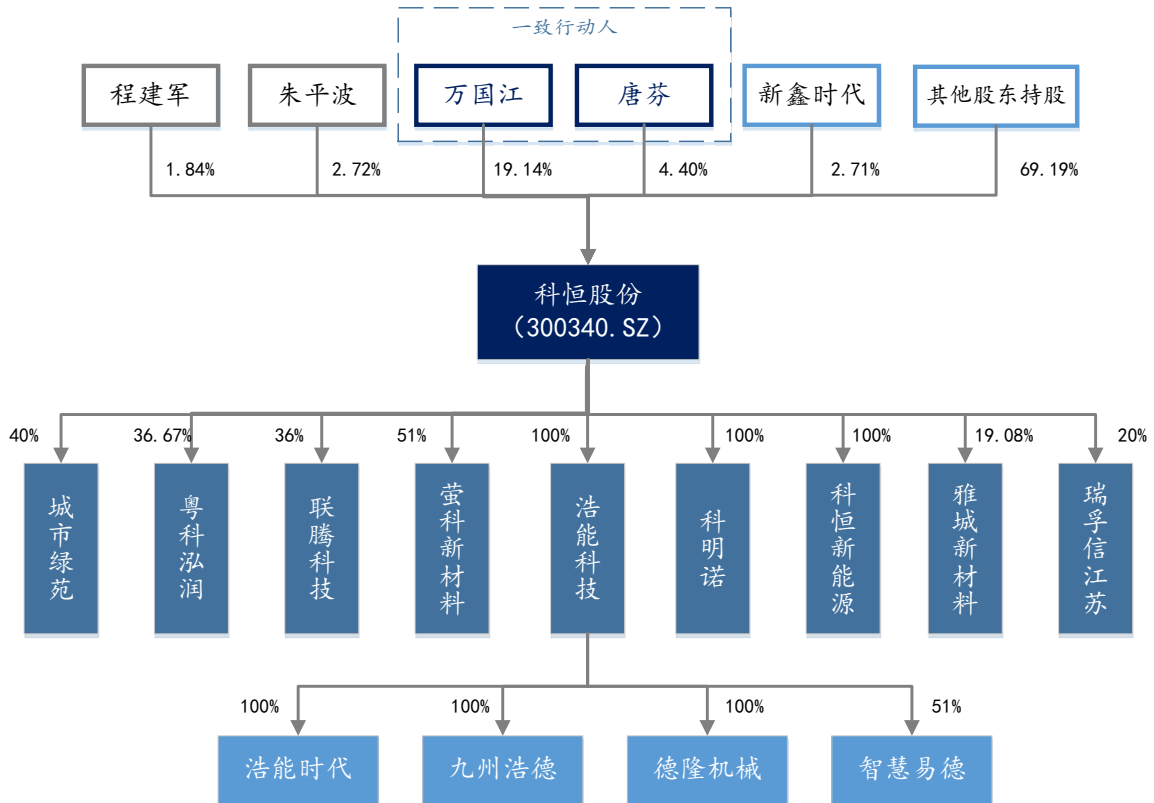 一致行动人
程建军
朱平波
万国江
唐芬
新鑫时代
其他股东持股
1.84%
2.72%
19.14%
4.40%
2.71%
69.19%
科恒股份
（300340.SZ）
40%
36.67%
36%
51%
100%
100%
100%
19.08%
20%
城市绿苑
粤科泓润
联腾科技
萤科新材料
浩能科技
科明诺
科恒新能源
雅城新材料
瑞孚信江苏
100%
100%
100%
51%
浩能时代
九州浩德
德隆机械
智慧易德